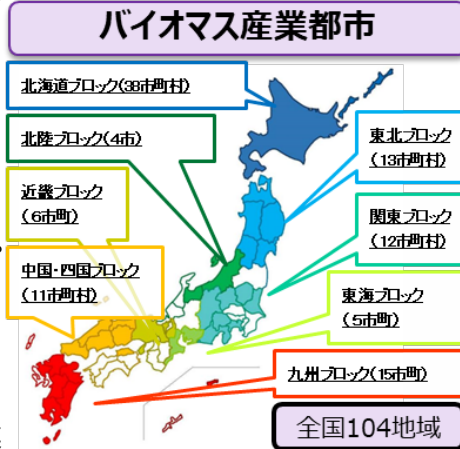 バイオマス産業都市
北海道ブロック(38市町村)
北陸ブロック(4市)
東北ブロック
(13市町村)
近畿ブロック
(6市町)
関東ブロック
(12市町村)
中国・四国ブロック
(11市町村)
東海ブロック
(5市町)
九州ブロック(15市町)
全国104地域